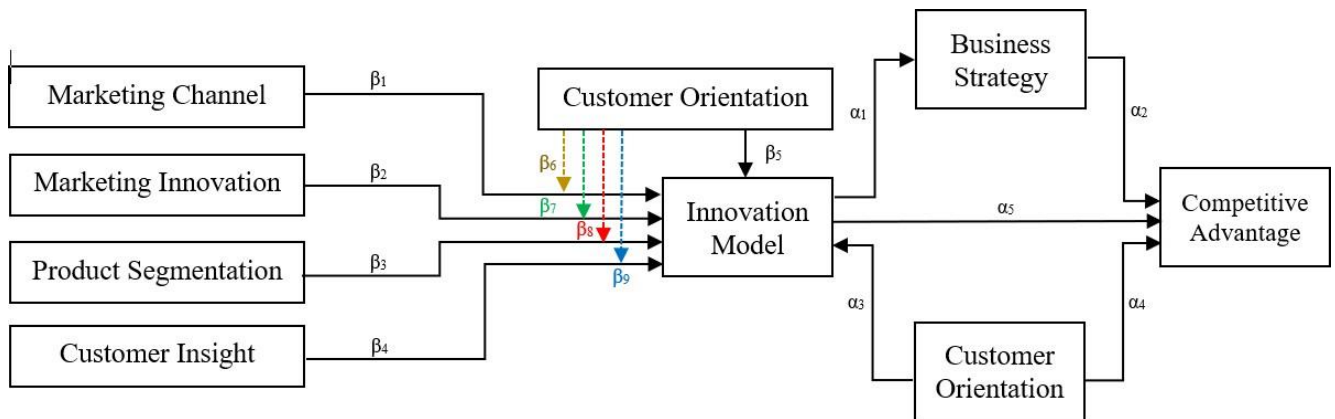 Marketing Channel
Marketing Innovation
Product Segmentation
Customer Insight
β1
β2
β3
β4
Customer Orientation
β5
β6
β7
β8
β9
Innovation
Model
α1
Business
Strategy
α2
α5
α3
α4
Customer
Orientation
Competitive
Advantage